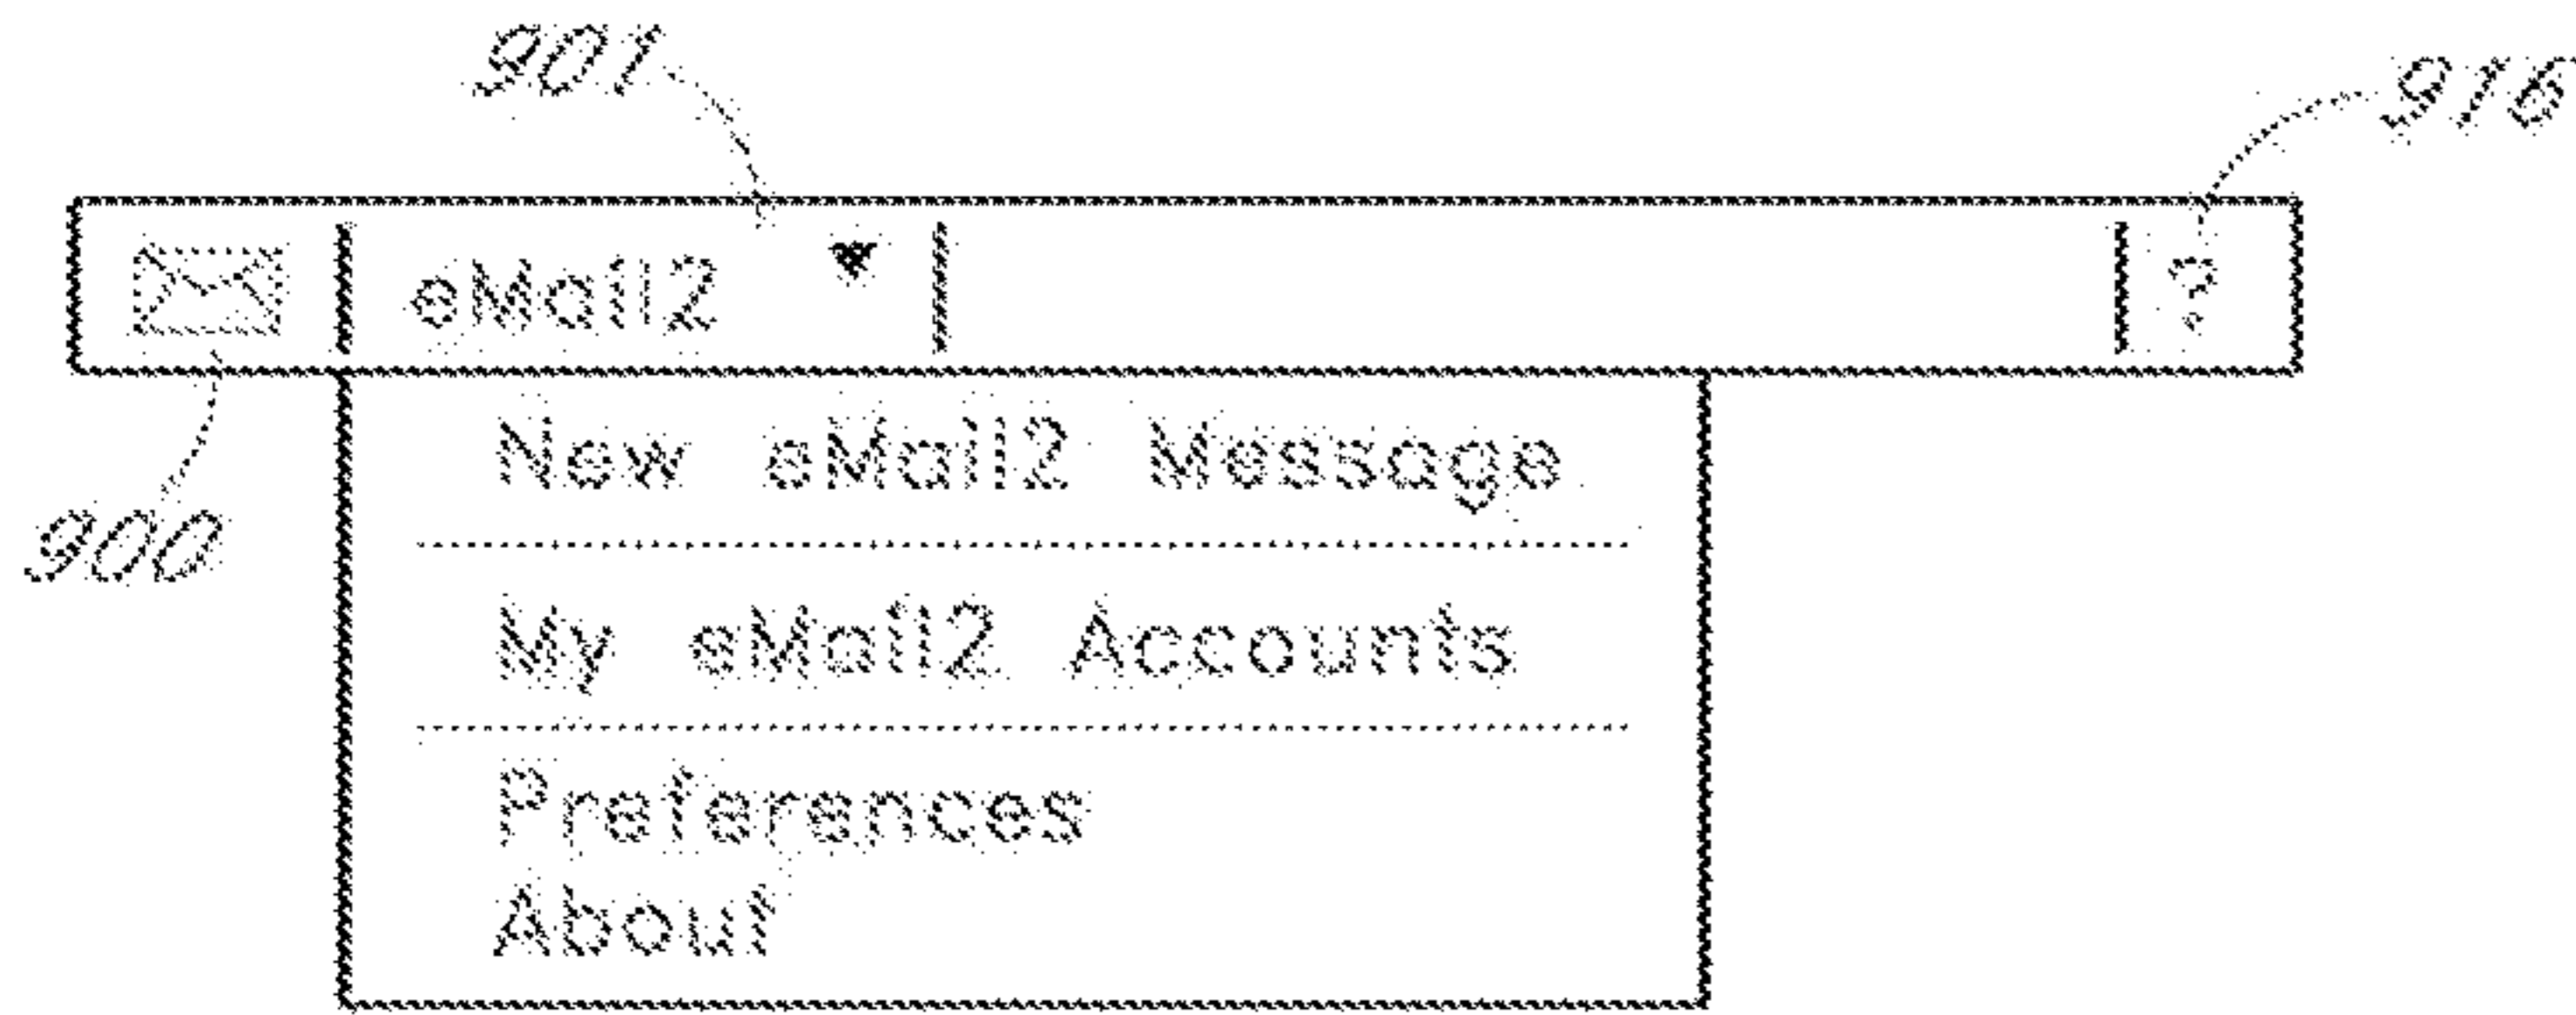 901
916
eMail2 ?
900
New eMail2 Message
My eMail2 Accounts
Preferences
About